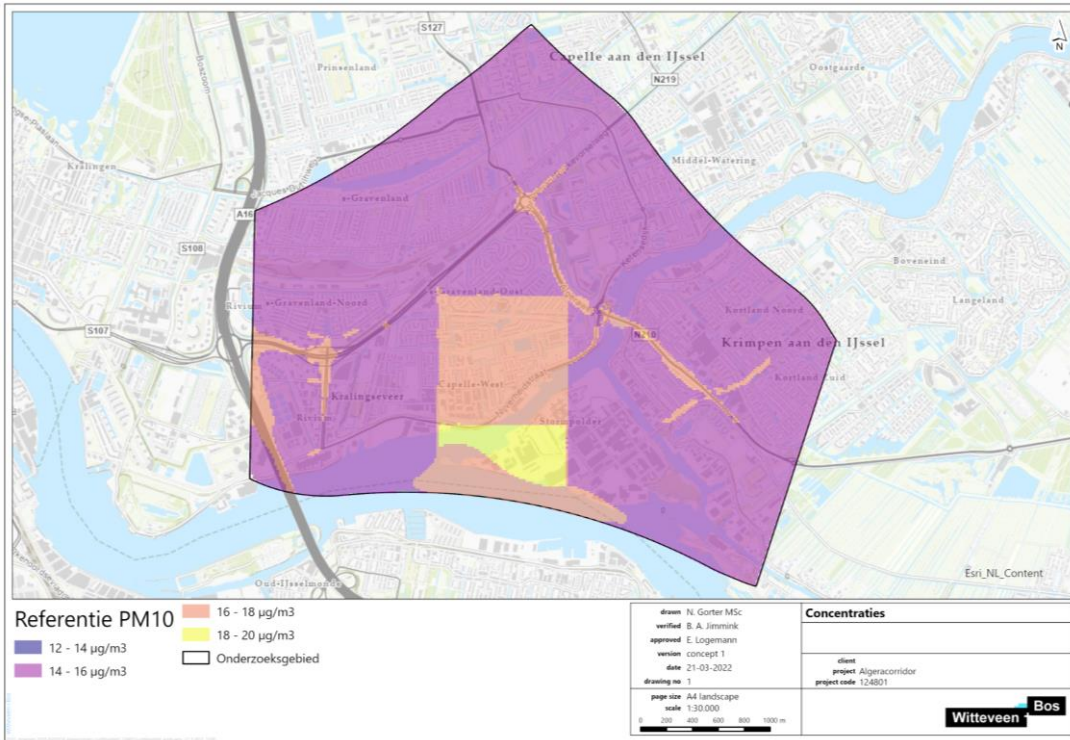 S127
Capelle aan den IJssel
Prinsenland
Oostgaarde
N219
N
Boszoom
Kralingen
Middel-Watering
s-Gravenland
A16
S108
Boveneind
s-Gravenland-Noord
s-Gravenland-Oost
Langeland
Rivium
Kortland Noord
S107
N210
Krimpen aan den IJssel
Kortland Zuid
Capelle-West
Kralingseveer
Stormpolder
Rivium
Oud-IJsselmonde
Esri_NL_Content
Referentie PM10
12 - 14 µg/m3
14 - 16 µg/m3
16 - 18 µg/m3
18 - 20 µg/m3
Onderzoeksgebied
drawn N. Gorter MSc
verified B. A. Jimmink
approved E. Logemann
version concept 1
date 21-03-2022
drawing no 1
page size A4 landscape
scale 1:30.000
0 200 400 600 800 1000 m
Concentraties
client
project Algeracorridor
project code 124801
Witteveen + Bos